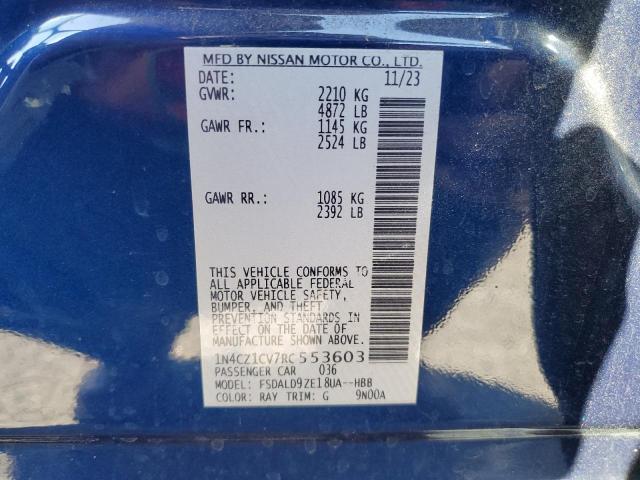 MFD BY NISSAN MOTOR CO., LTD.
DATE: 11/23
GVWR: 2210 KG
4872 LB
GAWR FR.: 1145 KG
2524 LB
GAWR RR.: 1085 KG
2392 LB
THIS VEHICLE CONFORMS TO
ALL APPLICABLE FEDERAL
MOTOR VEHICLE SAFETY,
BUMPER, AND THEFT
PREVENTION STANDARDS IN
EFFECT ON THE DATE OF
MANUFACTURE SHOWN ABOVE.
1N4CZ1CV7RC553603
PASSENGER CAR 036
MODEL: FSDALD9ZE18UA--HBB
COLOR: RAY TRIM: G 9N00A